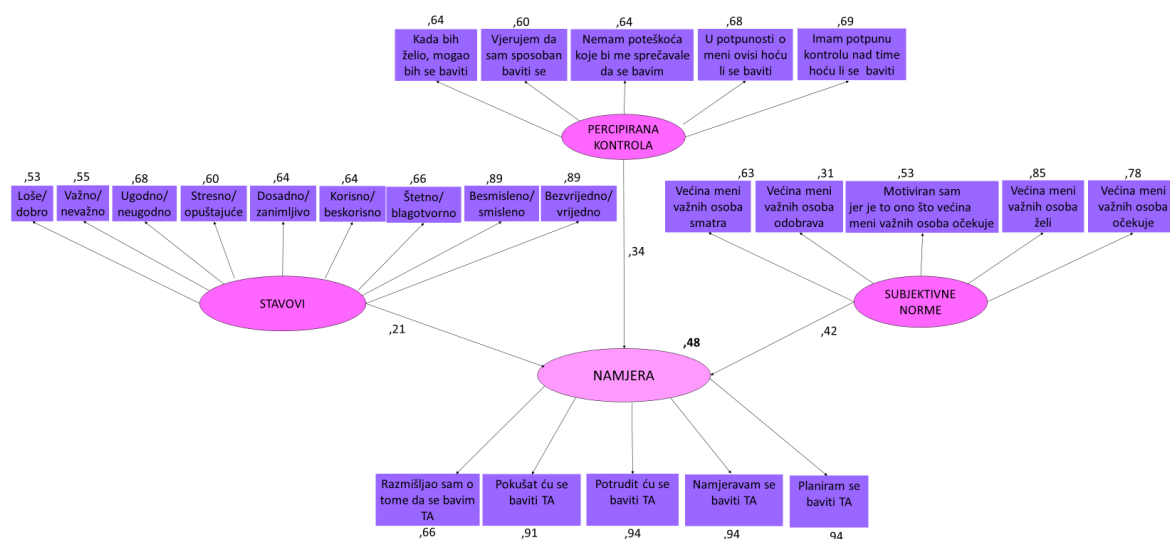 ,64
,60
,64
,68
,69
Kada bih
želio, mogao
bih se baviti
Vjerujem da
sam sposoban
baviti se
Nemam poteškoća
koje bi me sprečavale
da se bavim
U potpunosti o
meni ovisi hoću
li se baviti
Imam potpunu
kontrolu nad time
hoću li se baviti
PERCIPIRANA
KONTROLA
,53
,55
,68
,60
,64
,64
,66
,89
,89
Loše/
dobro
Važno/
nevažno
Ugodno/
neugodno
Stresno/
opuštajuće
Dosadno/
zanimljivo
Korisno/
beskorisno
Štetno/
blagotvorno
Besmisleno/
smisleno
Bezvrijedno/
vrijedno
,63
,31
,53
,85
,78
Većina meni
važnih osoba
smatra
Većina meni
važnih osoba
odobrava
Motiviran sam
jer je to ono što većina
meni važnih osoba očekuje
Većina meni
važnih osoba
želi
Većina meni
važnih osoba
očekuje
,34
STAVOVI
SUBJEKTIVNE
NORME
,21
,48
,42
NAMJERA
Razmišljao sam o
tome da se bavim
TA
Pokušat ću se
baviti TA
Potrudit ću se
baviti TA
Namjeravam se
baviti TA
Planiram se
baviti TA
,66
,91
,94
,94
,94